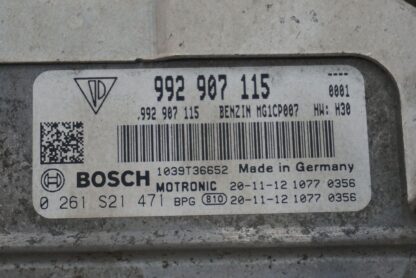 992 907 115 ----
0001
.992 907 115 BENZIN MG1CP007 HW: H30
1039T36652 Made in Germany
BOSCH MOTRONIC 20-11-12 1077 0356
0 261 S21 471 BPG 810 20-11-12 1077 0356